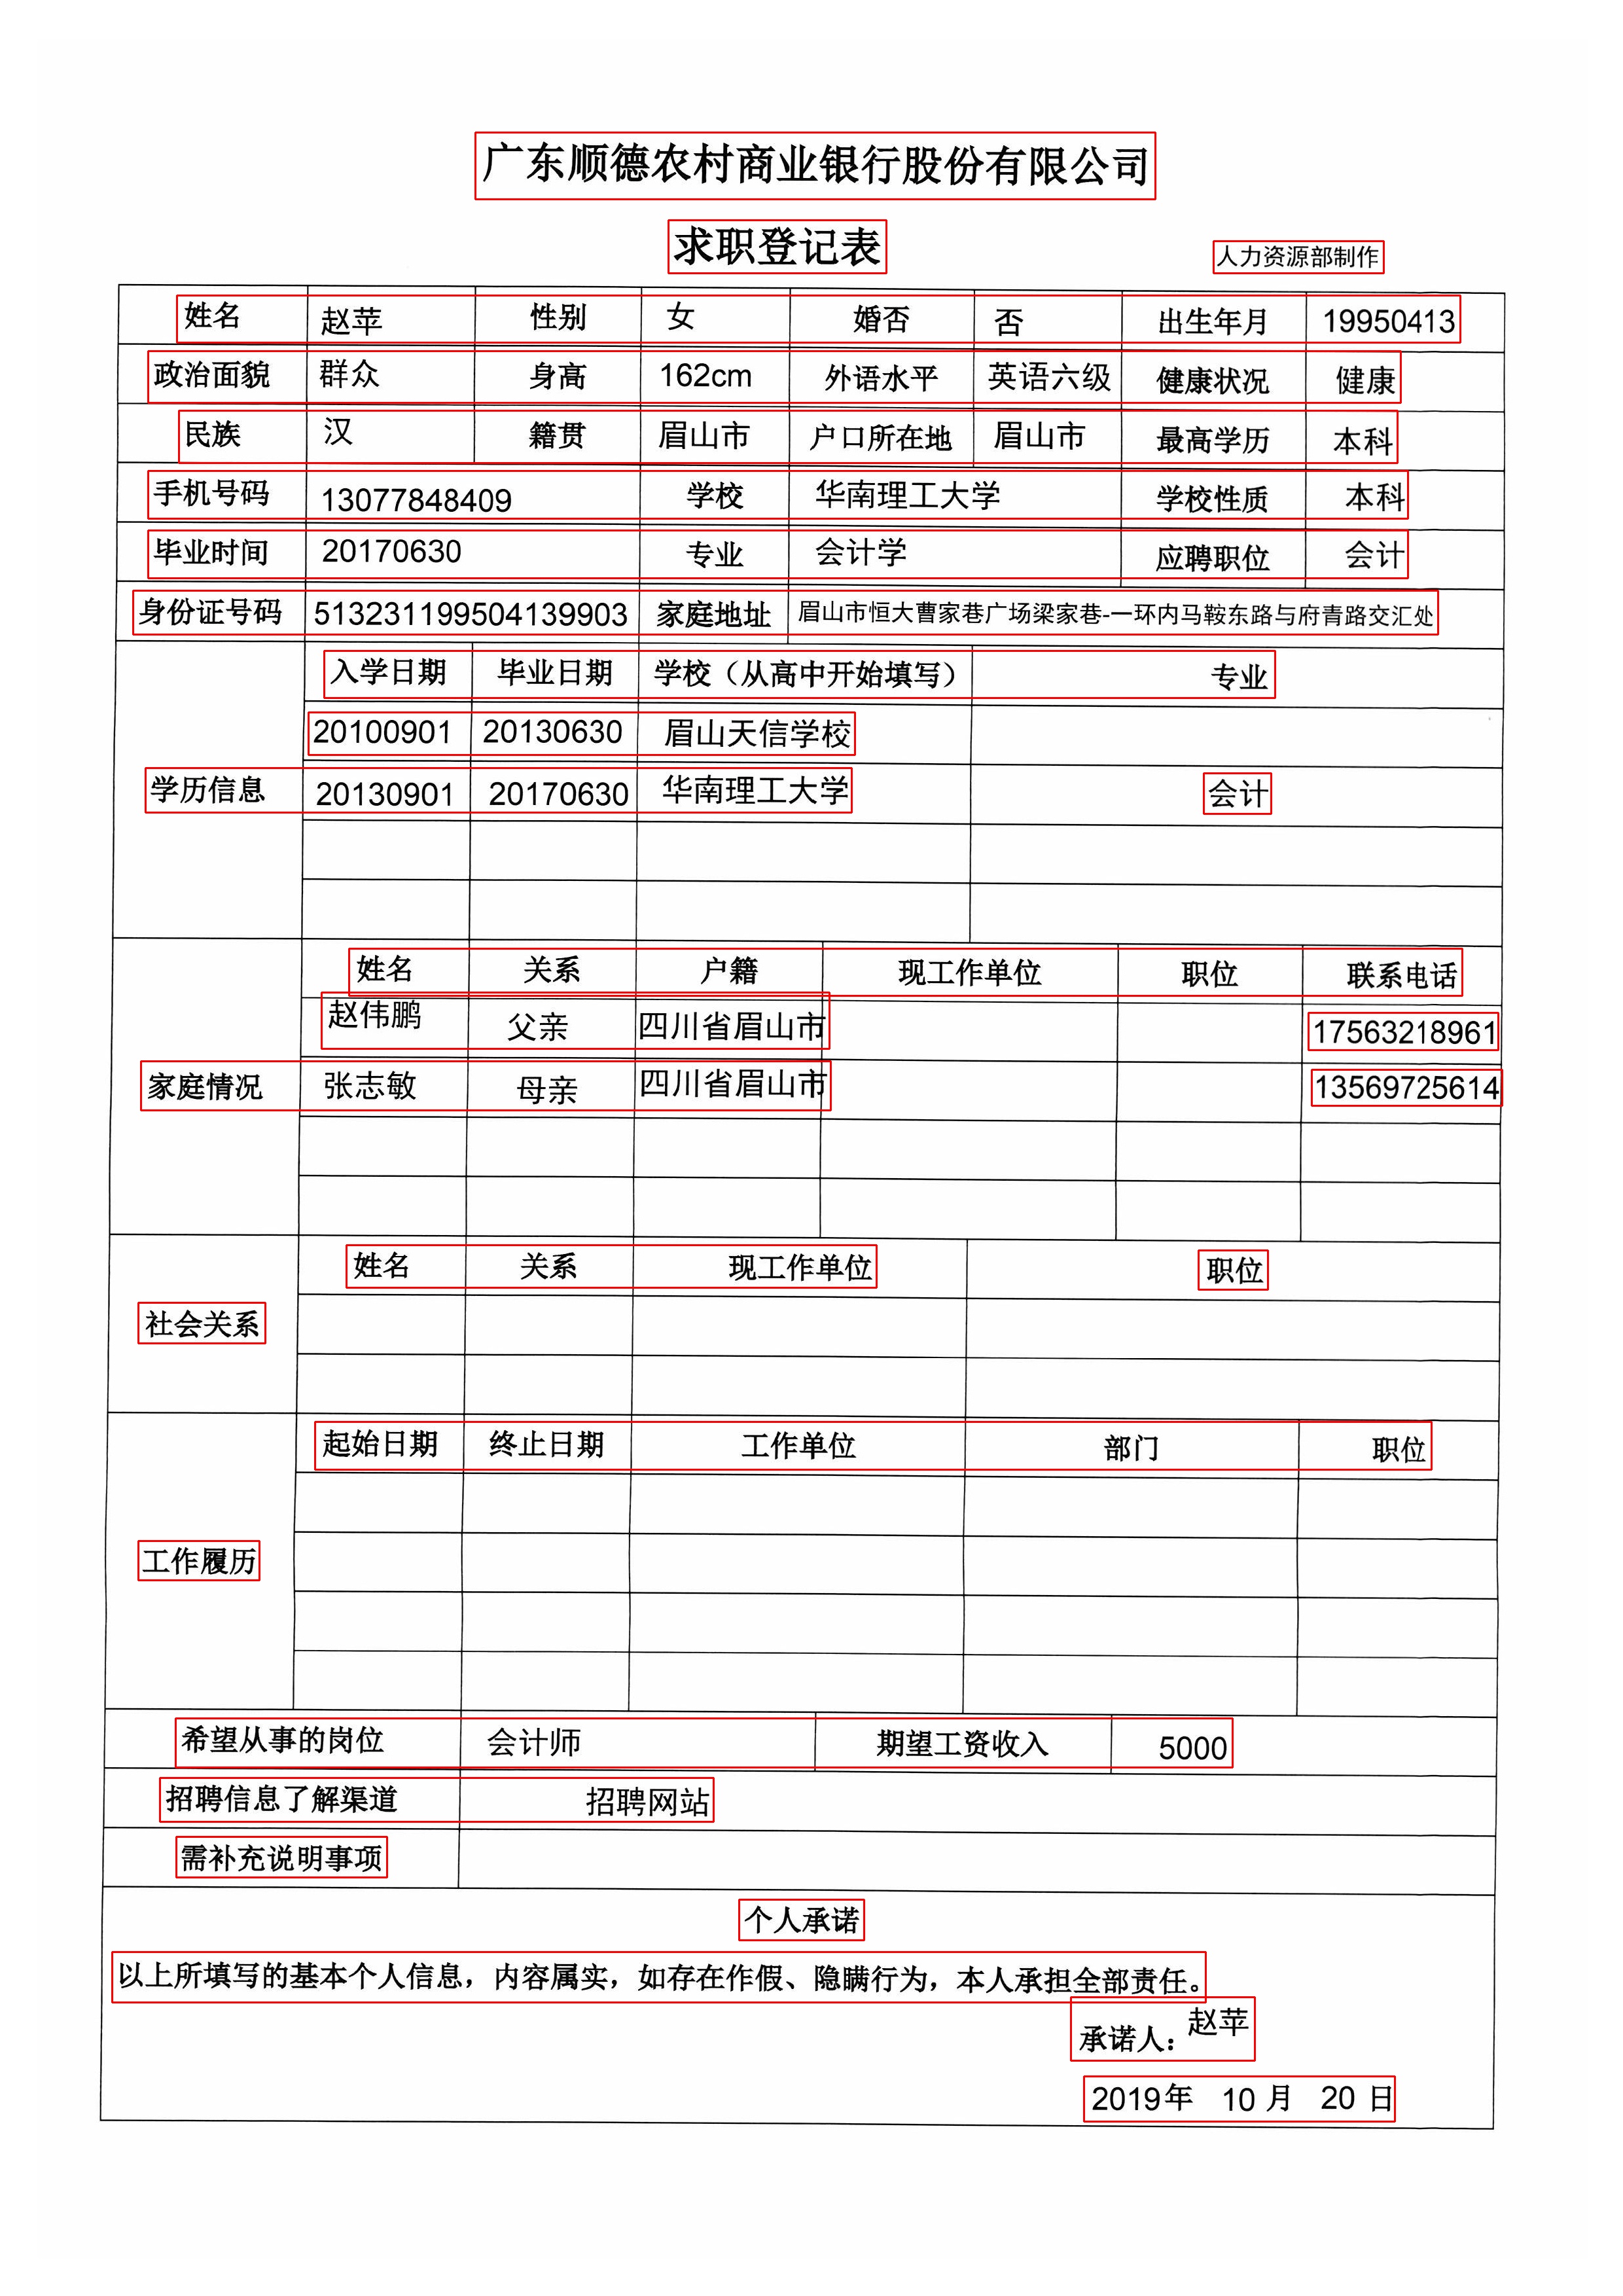 广东顺德农村商业银行股份有限公司
求职登记表
人力资源部制作
姓名 赵苹 性别 女 婚否 否 出生年月 19950413
政治面貌 群众 身高 162cm 外语水平 英语六级 健康状况 健康
民族 汉 籍贯 眉山市 户口所在地 眉山市 最高学历 本科
手机号码 13077848409 学校 华南理工大学 学校性质 本科
毕业时间 20170630 专业 会计学 应聘职位 会计
身份证号码 513231199504139903 家庭地址 眉山市恒大曹家巷广场梁家巷-一环内马鞍东路与府青路交汇处
入学日期 毕业日期 学校（从高中开始填写） 专业
20100901 20130630 眉山天信学校
学历信息 20130901 20170630 华南理工大学 会计
姓名 关系 户籍 现工作单位 职位 联系电话
赵伟鹏 父亲 四川省眉山市 17563218961
家庭情况 张志敏 母亲 四川省眉山市 13569725614
姓名 关系 现工作单位 职位
社会关系
起始日期 终止日期 工作单位 部门 职位
工作履历
希望从事的岗位 会计师 期望工资收入 5000
招聘信息了解渠道 招聘网站
需补充说明事项
个人承诺
以上所填写的基本个人信息，内容属实，如存在作假、隐瞒行为，本人承担全部责任。
承诺人：赵苹
2019年 10月 20日